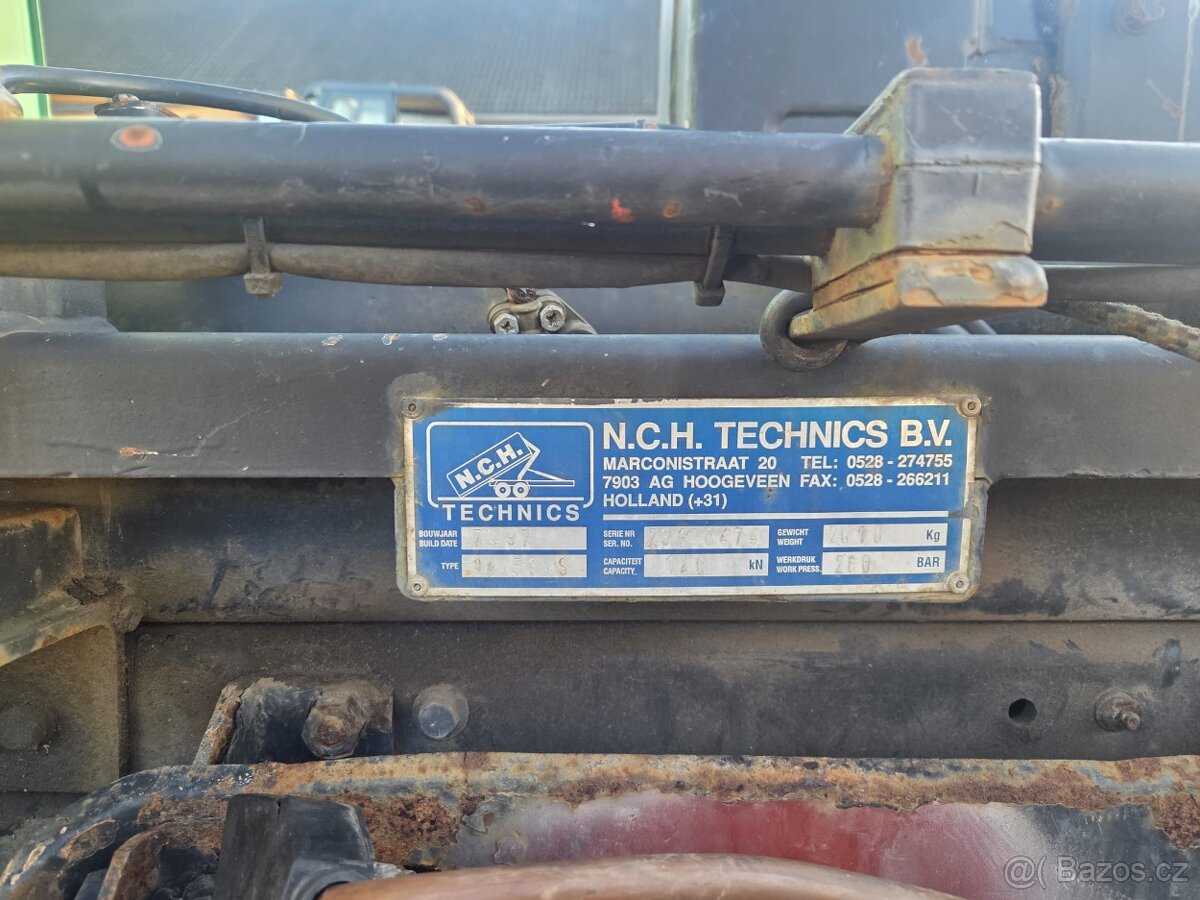 N.C.H.
TECHNICS
N.C.H. TECHNICS B.V.
MARCONISTRAAT 20 TEL: 0528 - 274755
7903 AG HOOGEVEEN FAX: 0528 - 266211
HOLLAND (+31)
BOUWJAAR
BUILD DATE
SERIE NR
SER. NO.
GEWICHT
WEIGHT
Kg
TYPE
CAPACITEIT
CAPACITY.
kN
WERKDRUK
WORK PRESS.
BAR
@ Bazos.cz